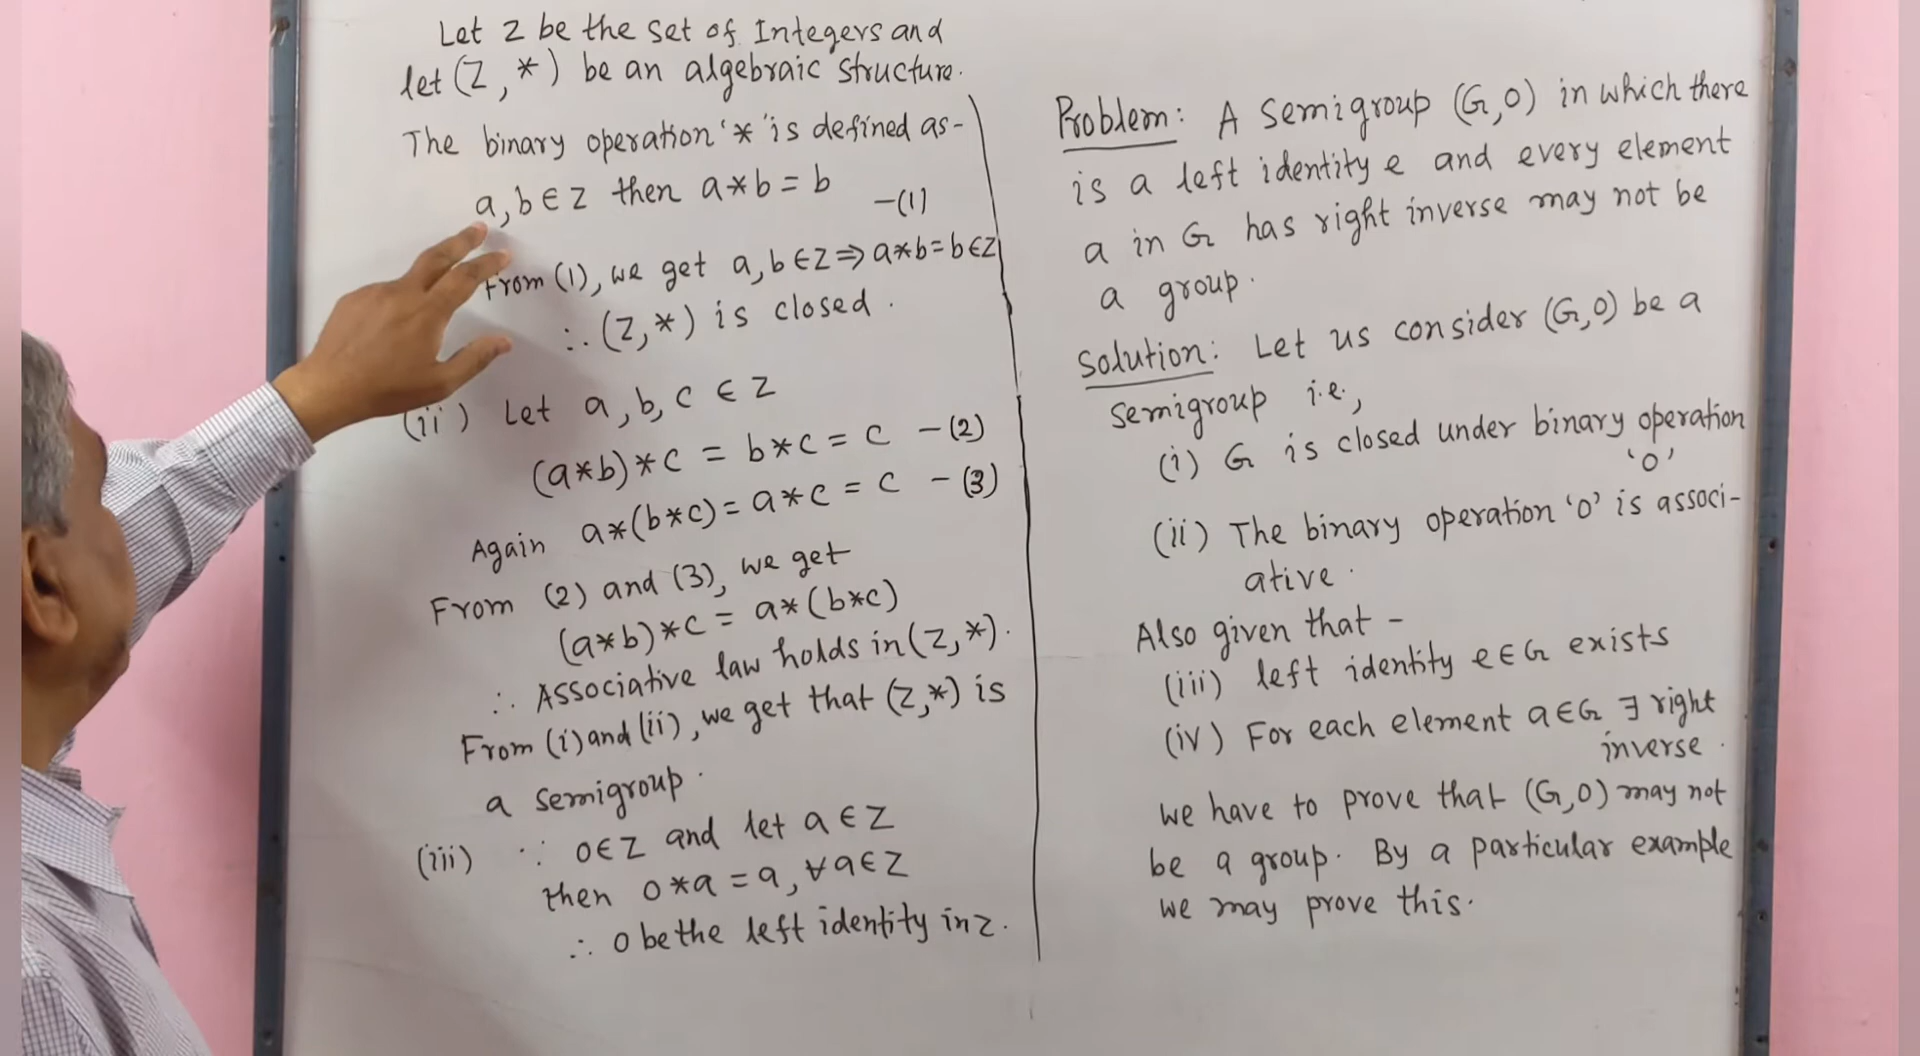 Let Z be the set of Integers and
let (Z, *) be an algebraic structure.
The binary operation '*' is defined as-
a, b ∈ Z then a * b = b -(1)
From (1), we get a, b ∈ Z ⇒ a * b = b ∈ Z
∴ (Z, *) is closed.
(ii) Let a, b, c ∈ Z
(a*b)*c = b*c = c -(2)
Again a*(b*c) = a*c = c -(3)
From (2) and (3), we get
(a*b)*c = a*(b*c)
∴ Associative law holds in (Z, *).
From (i) and (ii), we get that (Z, *) is
a semigroup.
(iii) ∵ 0 ∈ Z and let a ∈ Z
then 0 * a = a, ∀ a ∈ Z
∴ 0 be the left identity in Z.
Problem: A semigroup (G, O) in which there
is a left identity e and every element
a in G has right inverse may not be
a group.
Solution: Let us consider (G, O) be a
semigroup i.e.,
(i) G is closed under binary operation
'O'
(ii) The binary operation 'O' is associ-
ative.
Also given that -
(iii) left identity e ∈ G exists
(iv) For each element a ∈ G ∃ right
inverse.
we have to prove that (G, O) may not
be a group. By a particular example
we may prove this.